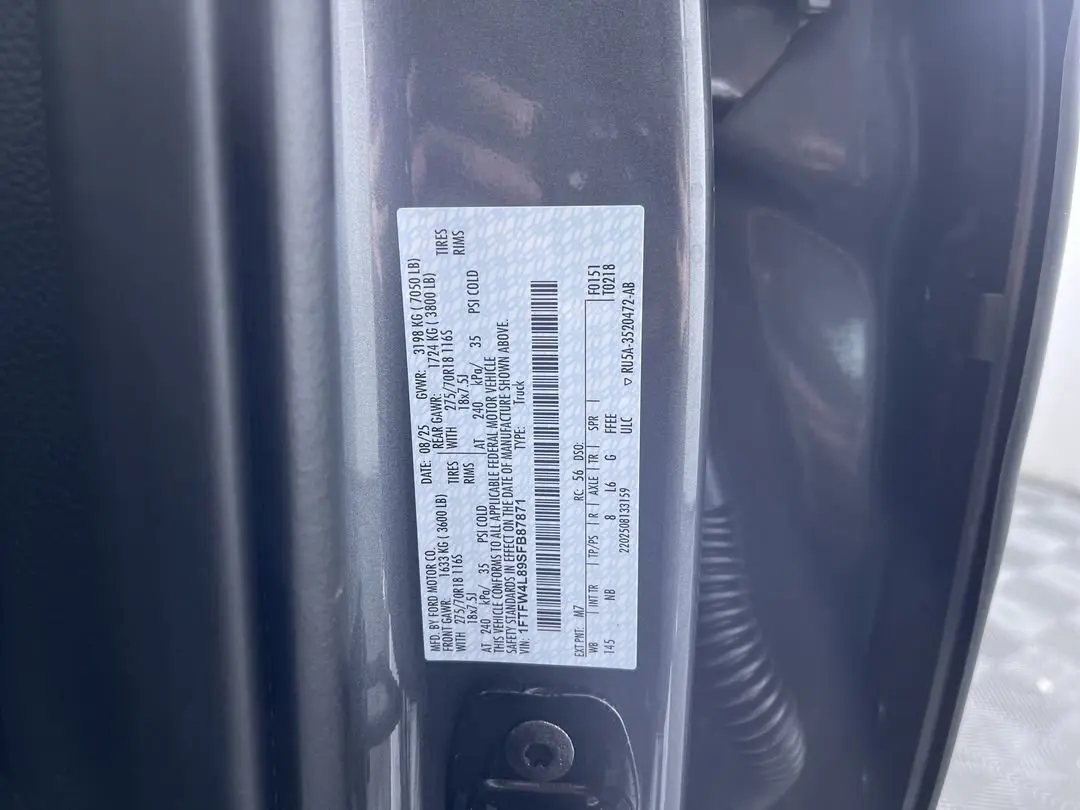 MFD. BY FORD MOTOR CO. DATE: 08/25 GVWR: 3198 KG ( 7050 LB)
FRONT GAWR: 1633 KG ( 3600 LB) REAR GAWR: 1724 KG ( 3800 LB)
WITH 275/70R18 116S TIRES WITH 275/70R18 116S TIRES
18x7.5J RIMS 18x7.5J RIMS
AT 240 kPa/ 35 PSI COLD AT 240 kPa/ 35 PSI COLD
THIS VEHICLE CONFORMS TO ALL APPLICABLE FEDERAL MOTOR VEHICLE
SAFETY STANDARDS IN EFFECT ON THE DATE OF MANUFACTURE SHOWN ABOVE.
VIN: 1FTFW4L89SFB87871 TYPE: Truck
EXT PNT: M7 RC: 56 DSO: F0151
WB | INT TR | TP/PS | R | AXLE | TR | SPR | T0218
145 NB 8 L6 G FFEE
2202508133159 ULC ▽ RU5A-3520472-AB